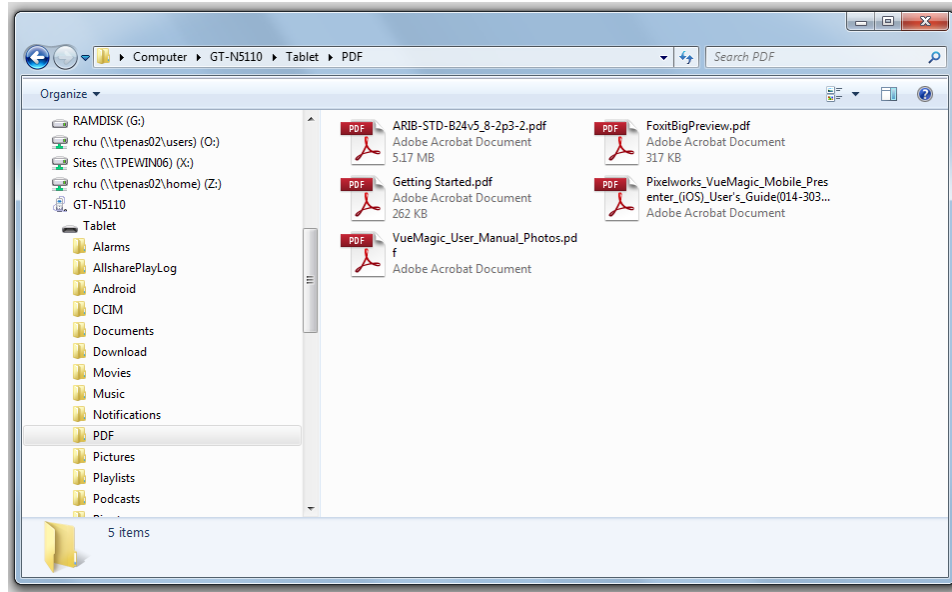 Computer GT-N5110 Tablet PDF
Search PDF
Organize
RAMDISK (G:)
rchu (\\tpenas02\users) (O:)
Sites (\\TPEWIN06) (X:)
rchu (\\tpenas02\home) (Z:)
GT-N5110
Tablet
Alarms
AllsharePlayLog
Android
DCIM
Documents
Download
Movies
Music
Notifications
PDF
Pictures
Playlists
Podcasts
PDF
ARIB-STD-B24v5_8-2p3-2.pdf
Adobe Acrobat Document
5.17 MB
PDF
FoxitBigPreview.pdf
Adobe Acrobat Document
317 KB
PDF
Getting Started.pdf
Adobe Acrobat Document
262 KB
PDF
Pixelworks_VueMagic_Mobile_Pres
enter_(iOS)_User's_Guide(014-303...
Adobe Acrobat Document
PDF
VueMagic_User_Manual_Photos.pd
f
Adobe Acrobat Document
5 items